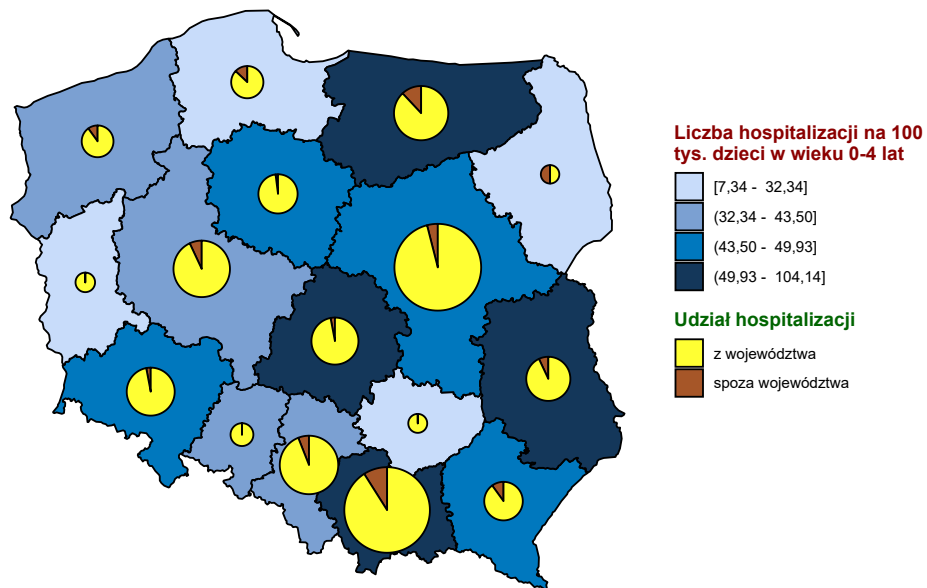 Liczba hospitalizacji na 100
tys. dzieci w wieku 0-4 lat
[7,34 - 32,34]
(32,34 - 43,50]
(43,50 - 49,93]
(49,93 - 104,14]
Udział hospitalizacji
z województwa
spoza województwa